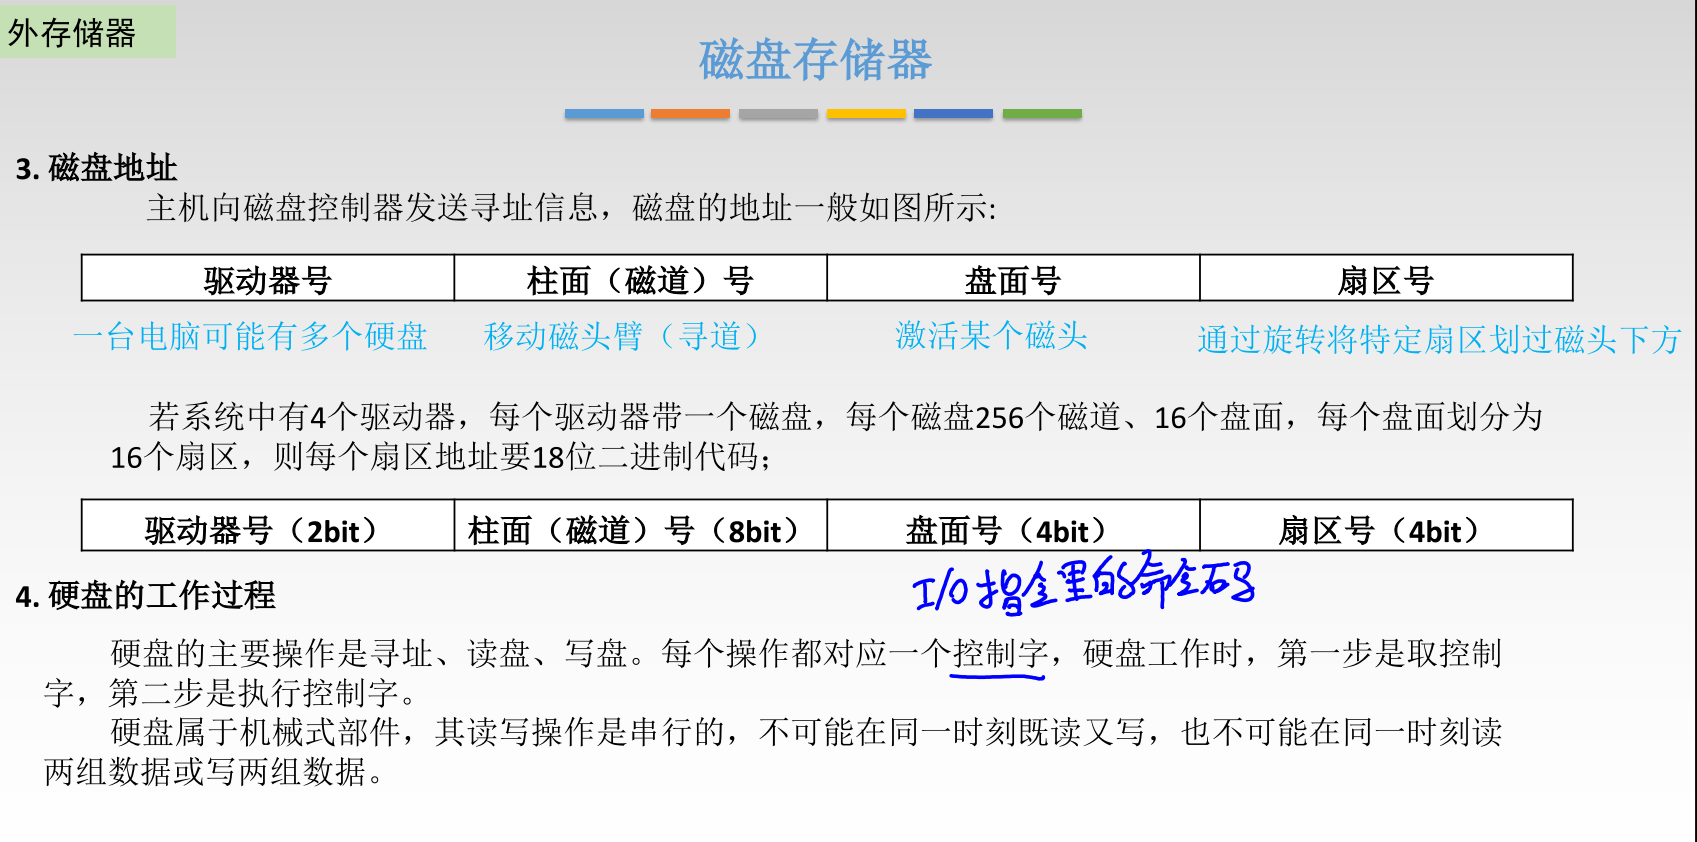 外存储器
磁盘存储器
3. 磁盘地址
主机向磁盘控制器发送寻址信息，磁盘的地址一般如图所示:
驱动器号 柱面（磁道）号 盘面号 扇区号
一台电脑可能有多个硬盘 移动磁头臂（寻道） 激活某个磁头 通过旋转将特定扇区划过磁头下方
若系统中有4个驱动器，每个驱动器带一个磁盘，每个磁盘256个磁道、16个盘面，每个盘面划分为
16个扇区，则每个扇区地址要18位二进制代码；
驱动器号（2bit） 柱面（磁道）号（8bit） 盘面号（4bit） 扇区号（4bit）
I/O指令里的命令码
4. 硬盘的工作过程
硬盘的主要操作是寻址、读盘、写盘。每个操作都对应一个控制字，硬盘工作时，第一步是取控制
字，第二步是执行控制字。
硬盘属于机械式部件，其读写操作是串行的，不可能在同一时刻既读又写，也不可能在同一时刻读
两组数据或写两组数据。